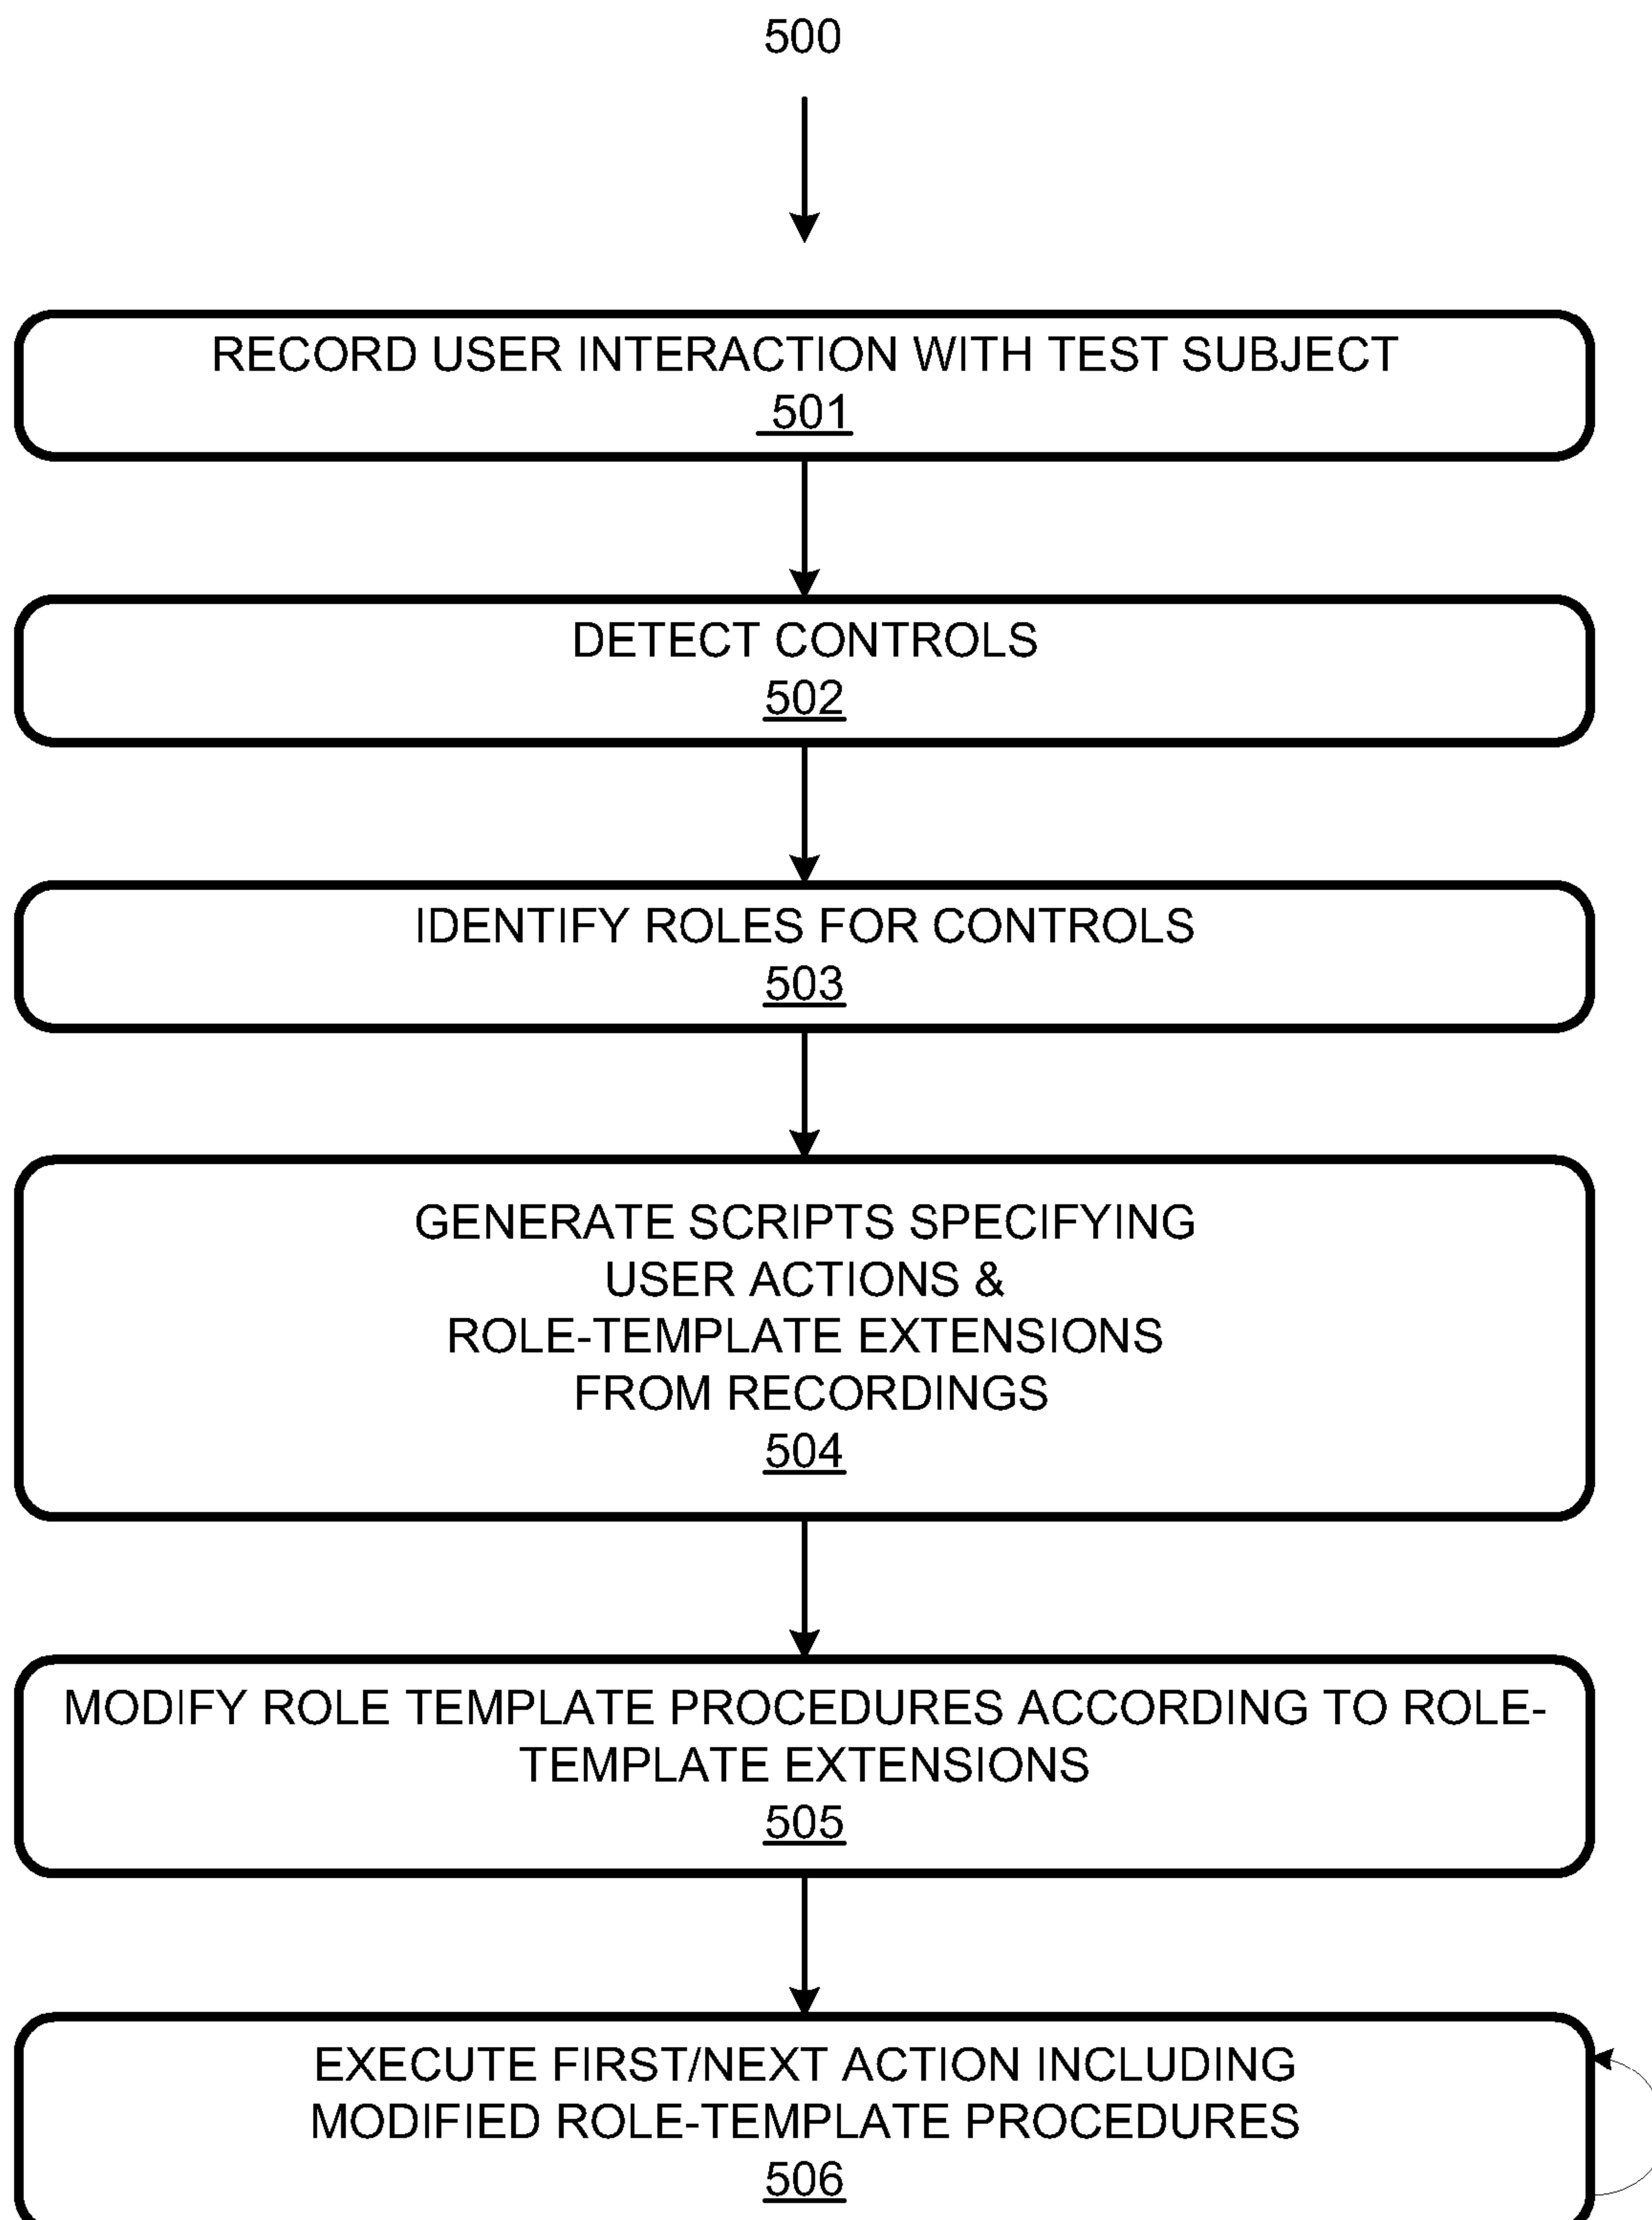 500
RECORD USER INTERACTION WITH TEST SUBJECT
501
DETECT CONTROLS
502
IDENTIFY ROLES FOR CONTROLS
503
GENERATE SCRIPTS SPECIFYING
USER ACTIONS &
ROLE-TEMPLATE EXTENSIONS
FROM RECORDINGS
504
MODIFY ROLE TEMPLATE PROCEDURES ACCORDING TO ROLE-
TEMPLATE EXTENSIONS
505
EXECUTE FIRST/NEXT ACTION INCLUDING
MODIFIED ROLE-TEMPLATE PROCEDURES
506